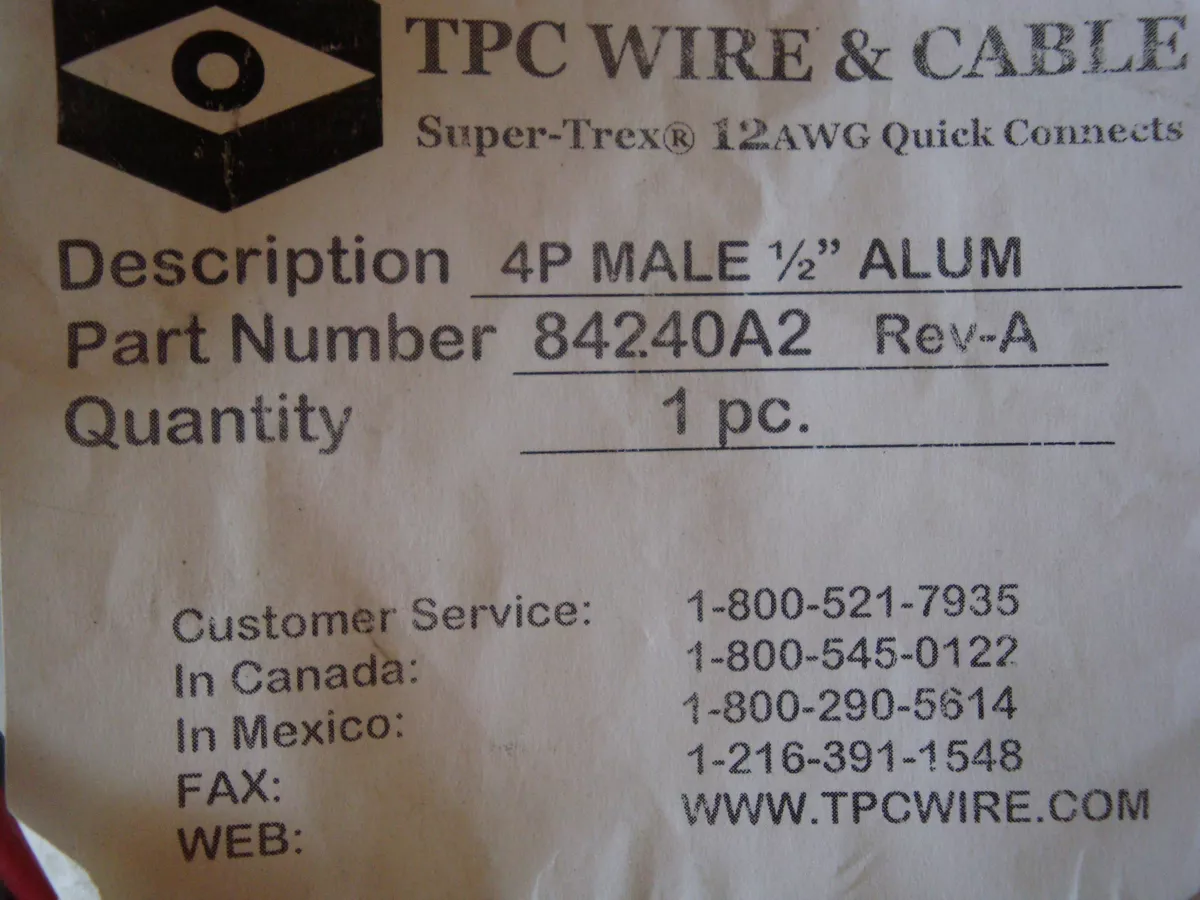 TPC WIRE & CABLE
Super-Trex® 12AWG Quick Connects
Description 4P MALE ½” ALUM
Part Number 84240A2 Rev-A
Quantity 1 pc.
Customer Service: 1-800-521-7935
In Canada: 1-800-545-0122
In Mexico: 1-800-290-5614
FAX: 1-216-391-1548
WEB: WWW.TPCWIRE.COM